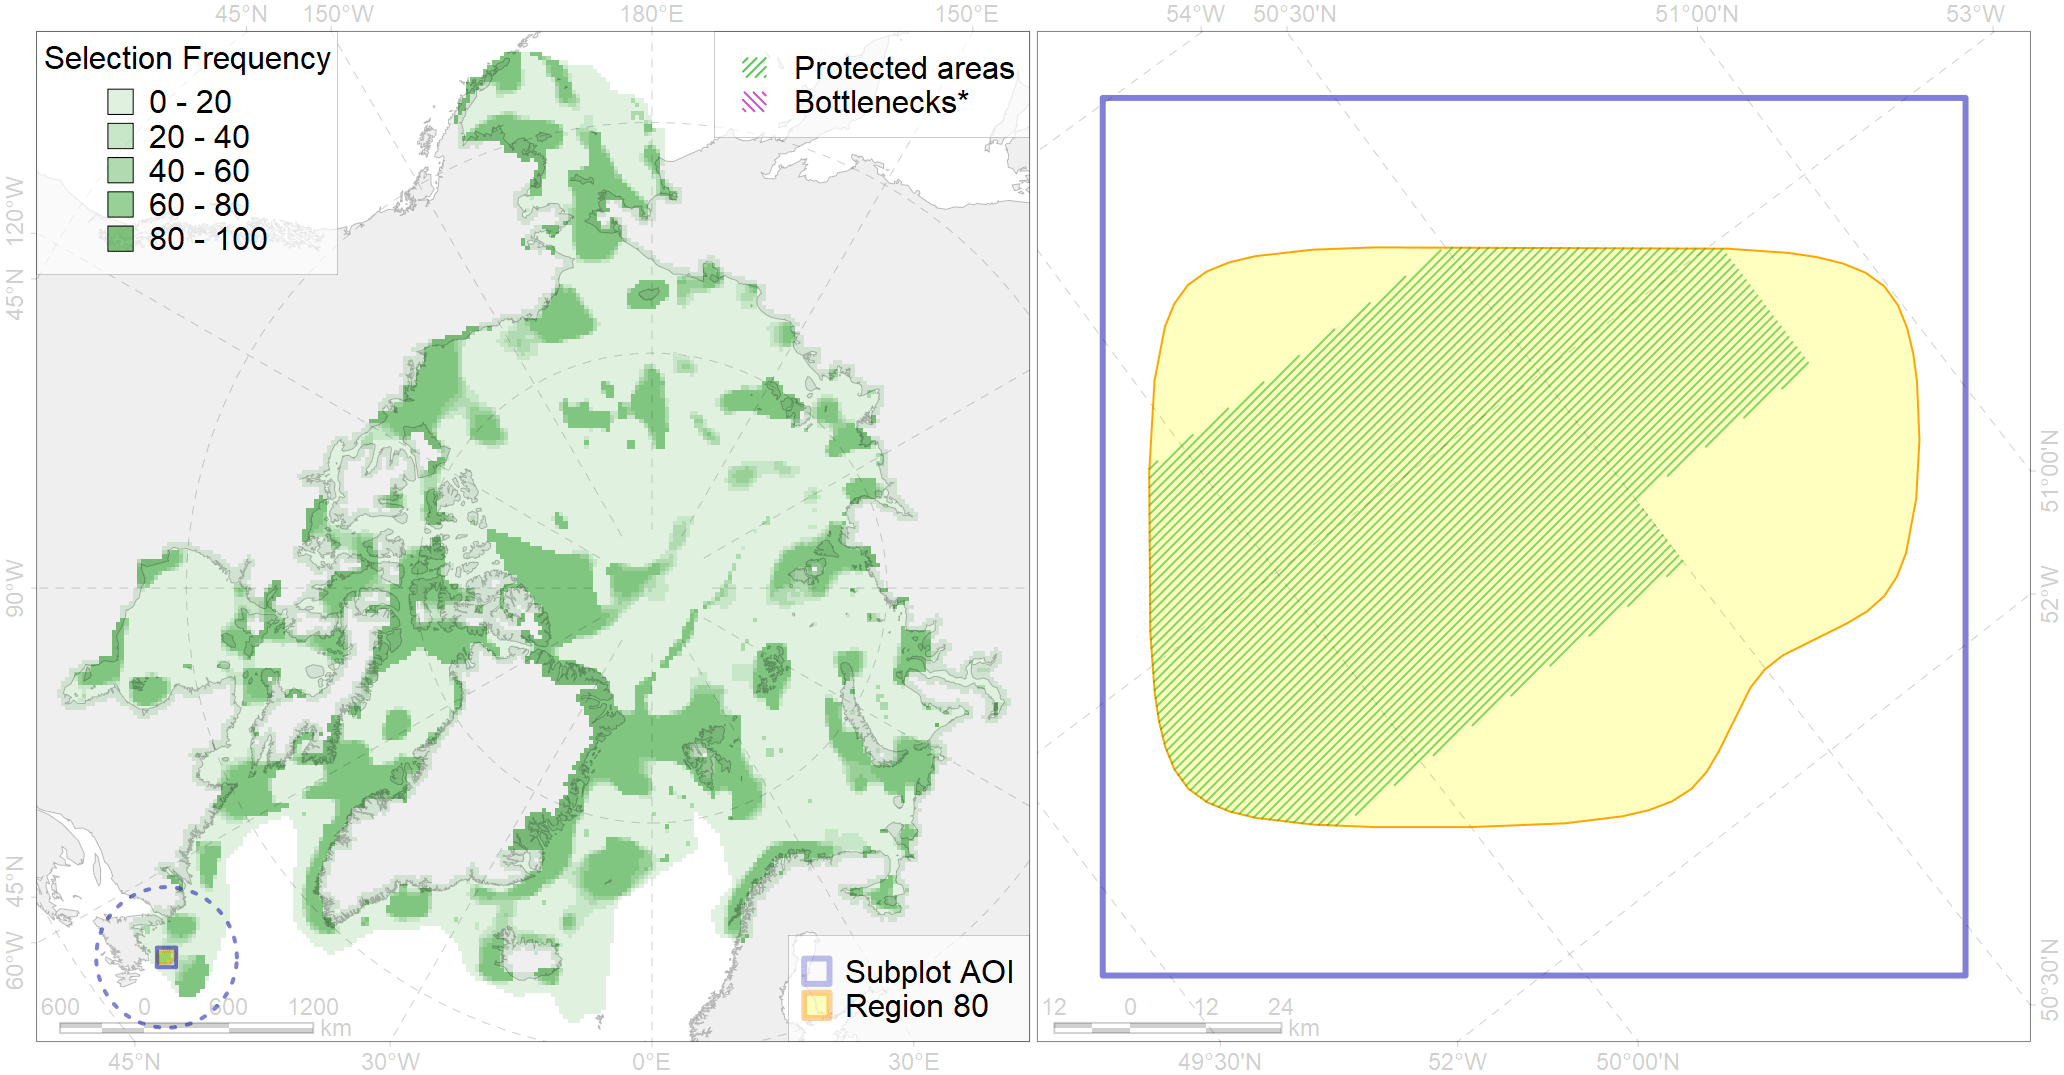 45°N 150°W 180°E 150°E 54°W 50°30'N 51°00'N 53°W
Selection Frequency
0 - 20
20 - 40
40 - 60
60 - 80
80 - 100
Protected areas
Bottlenecks*
120°W
45°N
90°W
45°N
60°W
51°00'N
52°W
50°30'N
Subplot AOI
Region 80
600 0 600 1200
km
12 0 12 24
km
45°N 30°W 0°E 30°E 49°30'N 52°W 50°00'N